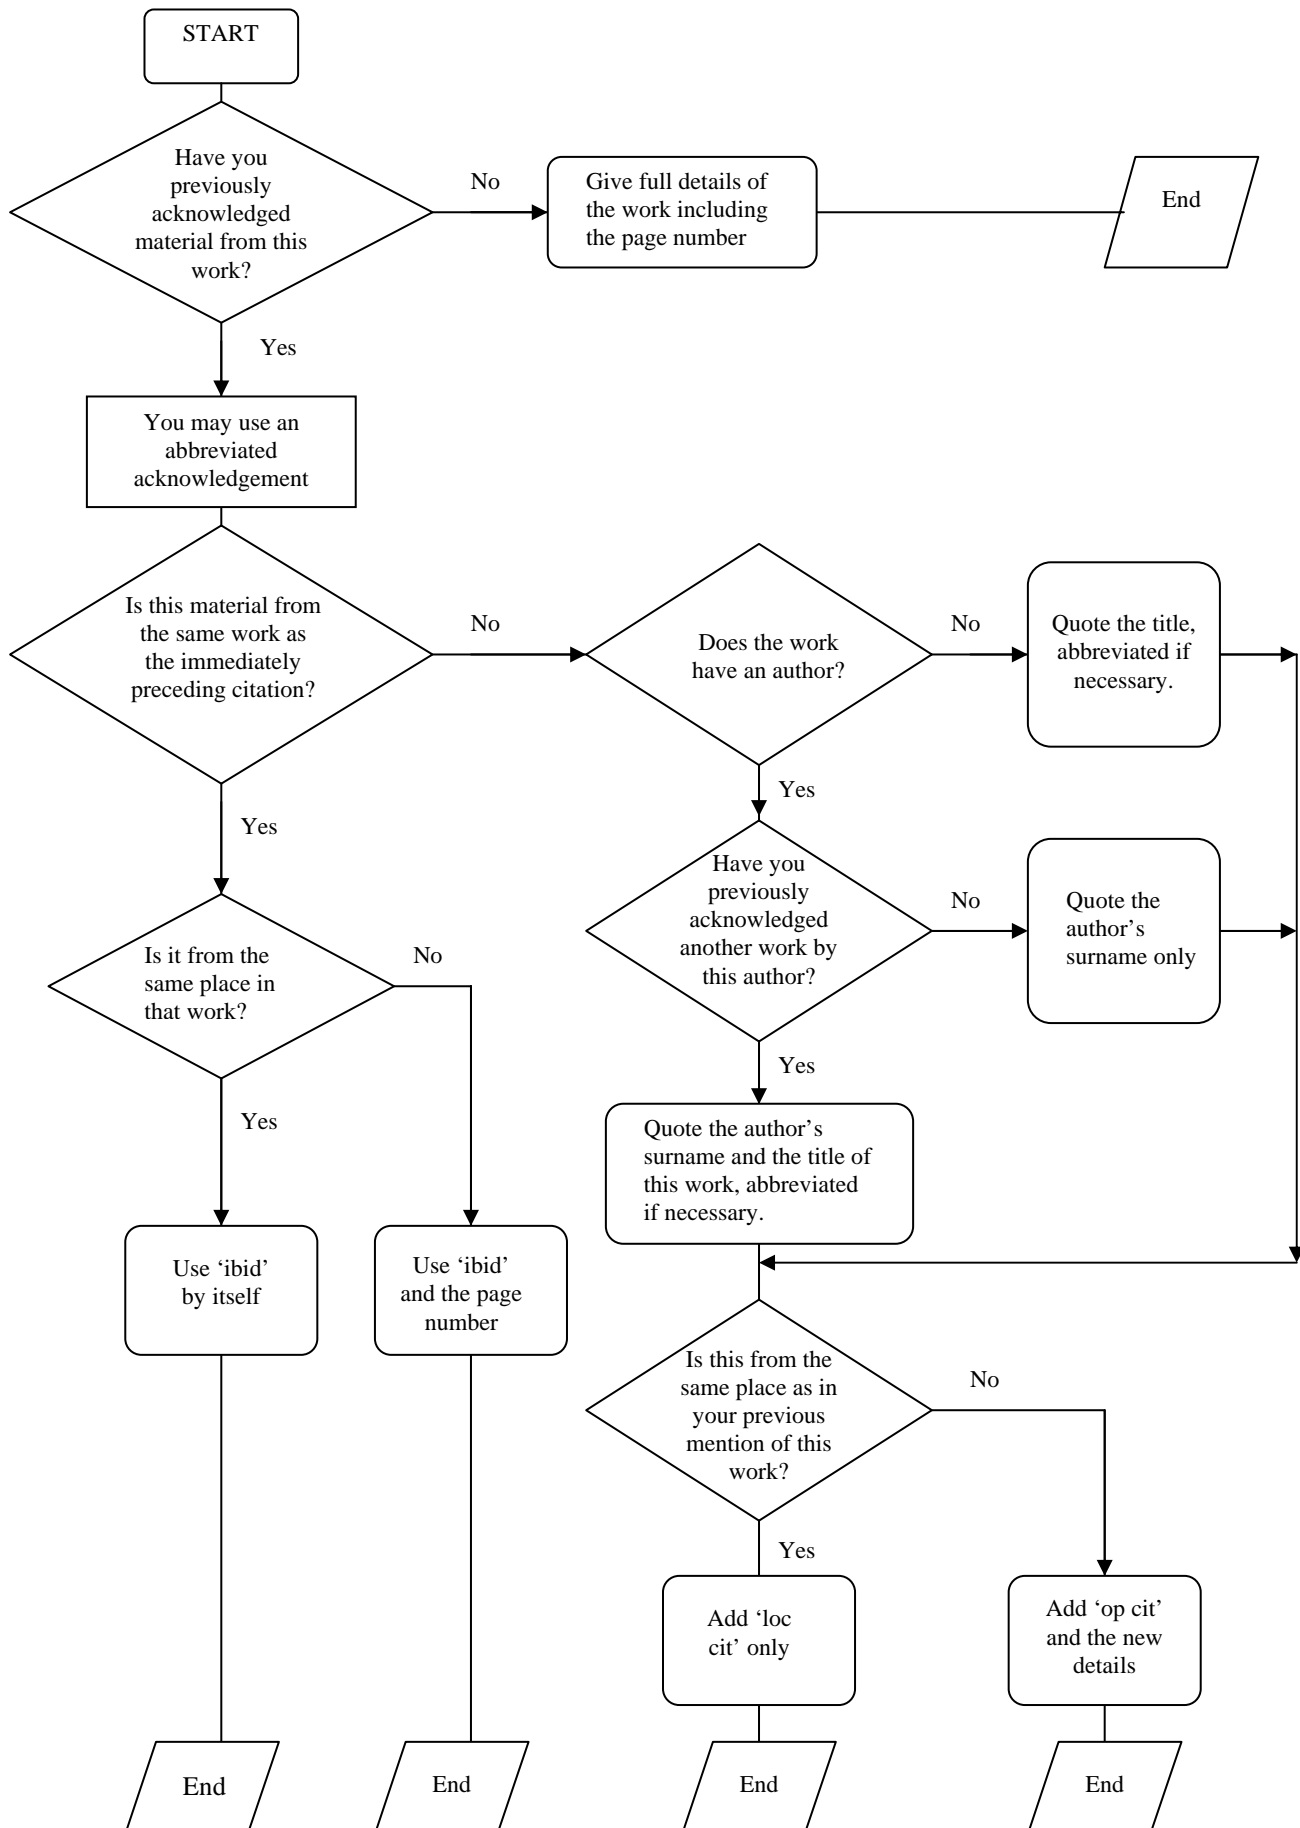 START
Have you
previously
acknowledged
material from this
work?
No
Give full details of
the work including
the page number
End
Yes
You may use an
abbreviated
acknowledgement
Is this material from
the same work as
the immediately
preceding citation?
No
Does the work
have an author?
No
Quote the title,
abbreviated if
necessary.
Yes
Yes
Have you
previously
acknowledged
another work by
this author?
No
Quote the
author’s
surname only
Is it from the
same place in
that work?
No
Yes
Yes
Quote the author’s
surname and the title of
this work, abbreviated
if necessary.
Use ‘ibid’
by itself
Use ‘ibid’
and the page
number
Is this from the
same place as in
your previous
mention of this
work?
No
Yes
Add ‘loc
cit’ only
Add ‘op cit’
and the new
details
End
End
End
End